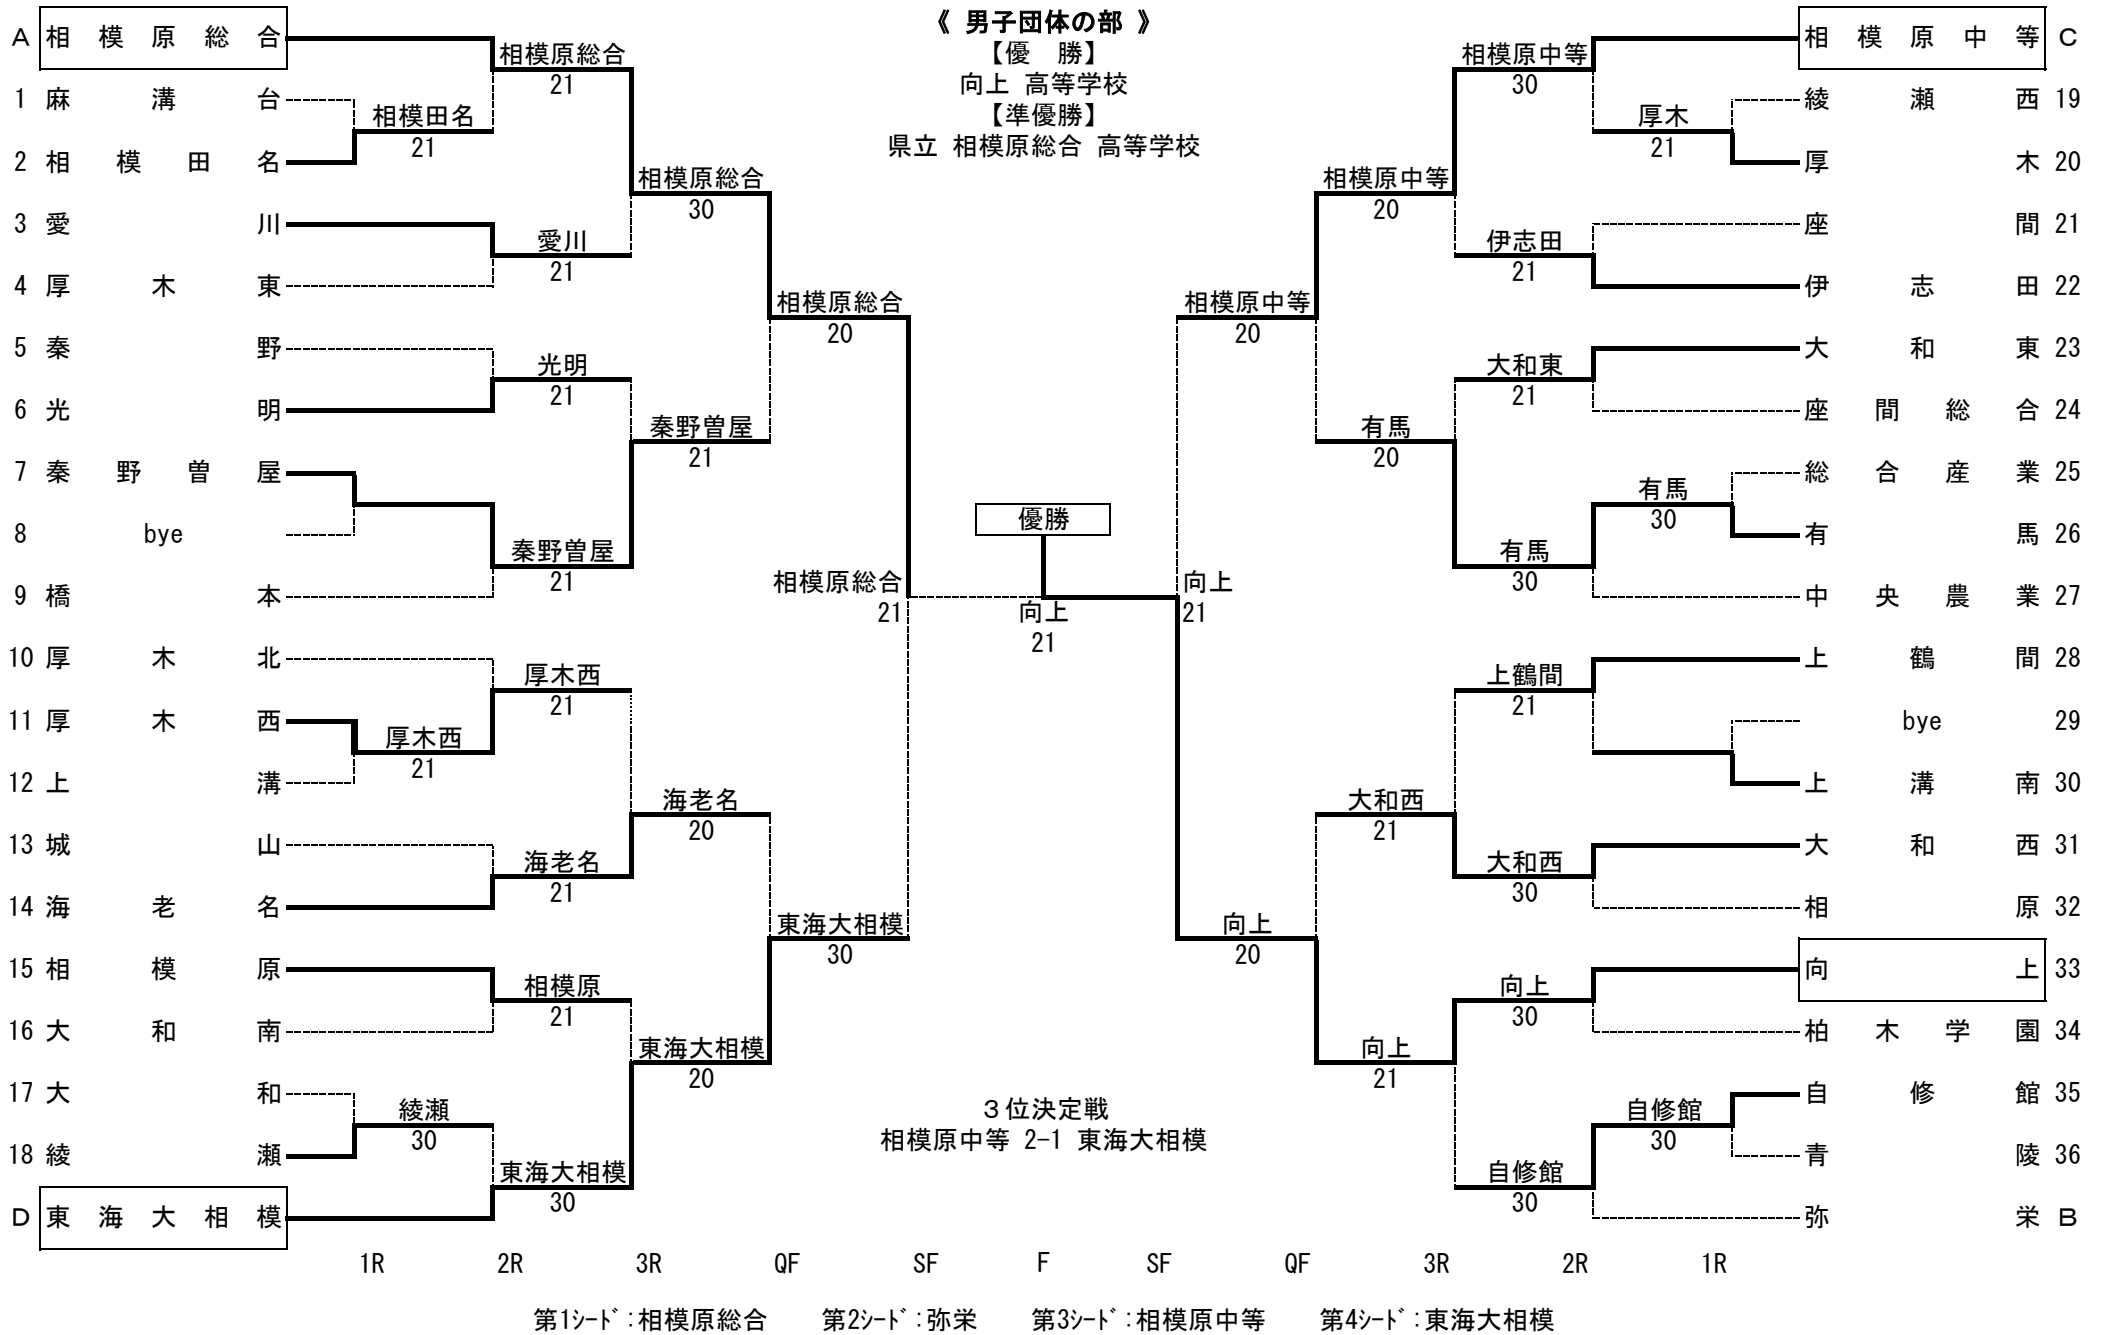 《 男子団体の部 》
【優　勝】
向上 高等学校
【準優勝】
県立 相模原総合 高等学校
A 相模原総合
1 麻溝台
2 相模田名
3 愛川
4 厚木東
5 秦野
6 光明
7 秦野曽屋
8 bye
9 橋本
10 厚木北
11 厚木西
12 上溝
13 城山
14 海老名
15 相模原
16 大和南
17 大和
18 綾瀬
D 東海大相模
相模田名
21
厚木西
21
綾瀬
30
相模原総合
21
愛川
21
光明
21
秦野曽屋
21
厚木西
21
海老名
21
相模原
21
東海大相模
30
相模原総合
30
秦野曽屋
21
海老名
20
東海大相模
20
相模原総合
20
東海大相模
30
相模原総合
21
優勝
向上
21
向上
21
相模原中等
20
向上
20
相模原中等
20
有馬
20
大和西
21
向上
21
相模原中等
30
伊志田
21
大和東
21
有馬
30
上鶴間
21
大和西
30
向上
30
自修館
30
厚木
21
有馬
30
自修館
30
相模原中等 C
綾瀬西 19
厚木 20
座間 21
伊志田 22
大和東 23
座間総合 24
総合産業 25
有馬 26
中央農業 27
上鶴間 28
bye 29
上溝南 30
大和西 31
相原 32
向上 33
柏木学園 34
自修館 35
青陵 36
弥栄 B
３位決定戦
相模原中等 2-1 東海大相模
1R 2R 3R QF SF F SF QF 3R 2R 1R
第1ｼｰﾄﾞ:相模原総合 第2ｼｰﾄﾞ:弥栄 第3ｼｰﾄﾞ:相模原中等 第4ｼｰﾄﾞ:東海大相模